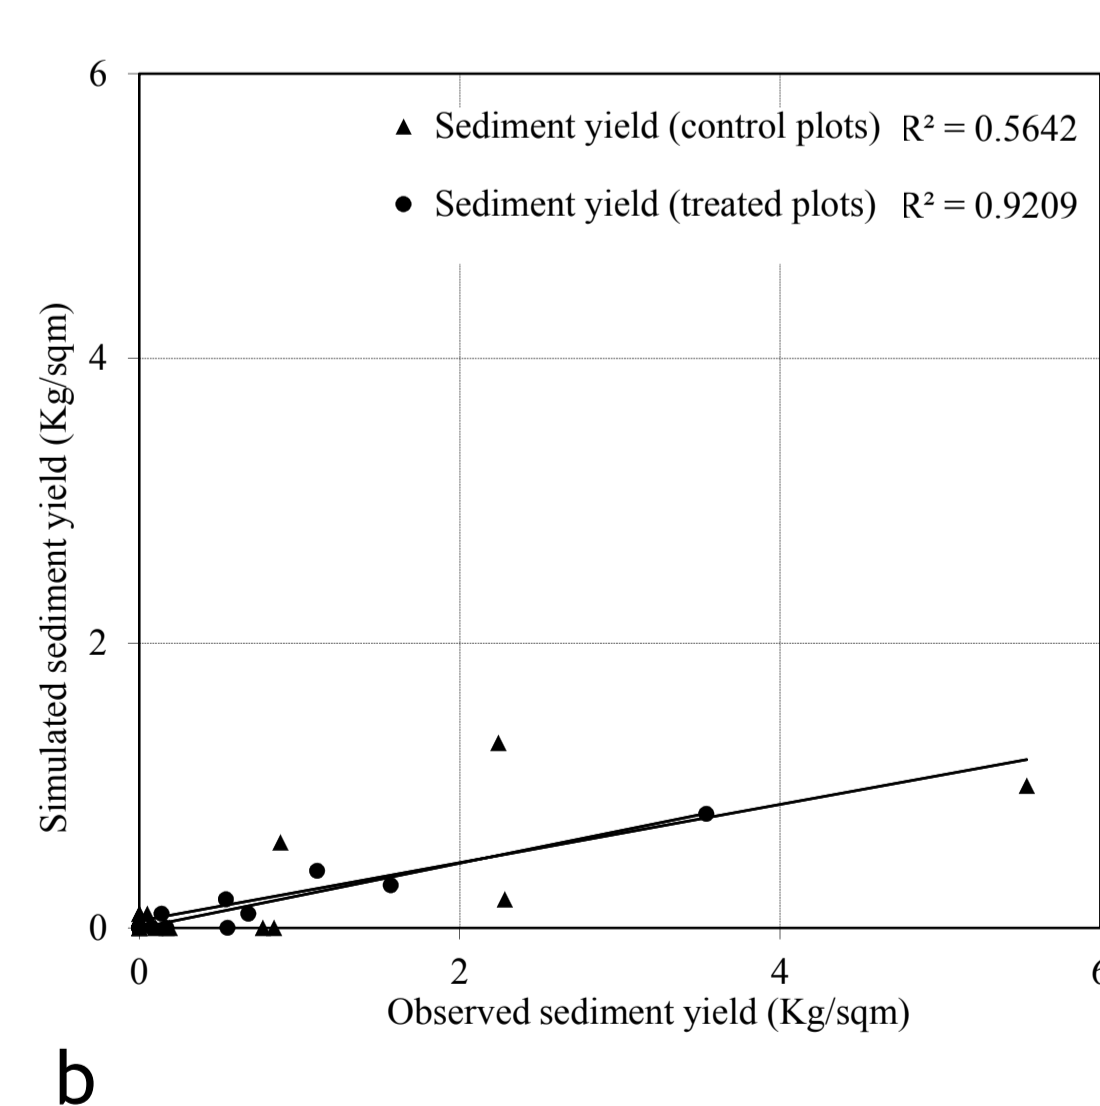 6
Sediment yield (control plots) R² = 0.5642
Sediment yield (treated plots) R² = 0.9209
Simulated sediment yield (Kg/sqm)
4
2
0
0 2 4 6
Observed sediment yield (Kg/sqm)
b